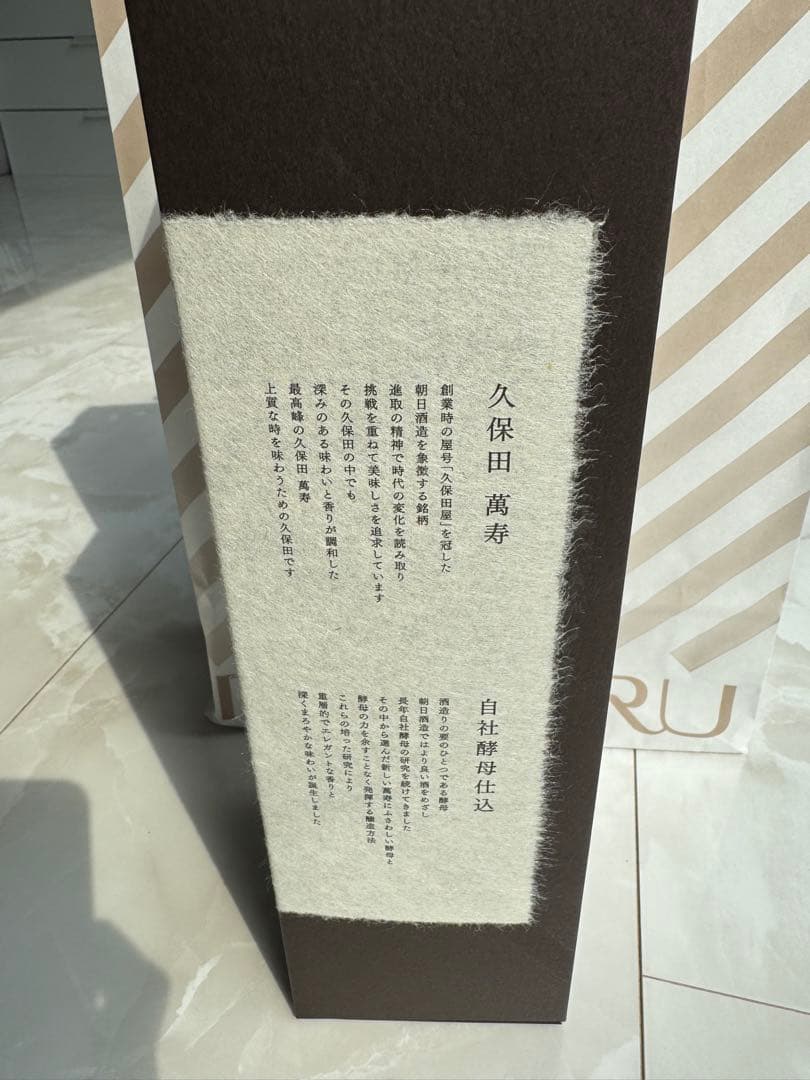 久保田 萬寿
創業時の屋号「久保田屋」を冠した
朝日酒造を象徴する銘柄
進取の精神で時代の変化を読み取り
挑戦を重ねて美味しさを追求しています
その久保田の中でも
深みのある味わいと香りが調和した
最高峰の久保田 萬寿
上質な時を味わうための久保田です
自社酵母仕込
酒造りの要のひとつである酵母
朝日酒造ではより良い酒をめざし
長年自社酵母の研究を続けてきました
その中から選んだ新しい萬寿にふさわしい酵母と
酵母の力を余すことなく発揮する醸造方法
これらの培った研究により
重層的でエレガントな香りと
深くまろやかな味わいが誕生しました
RU